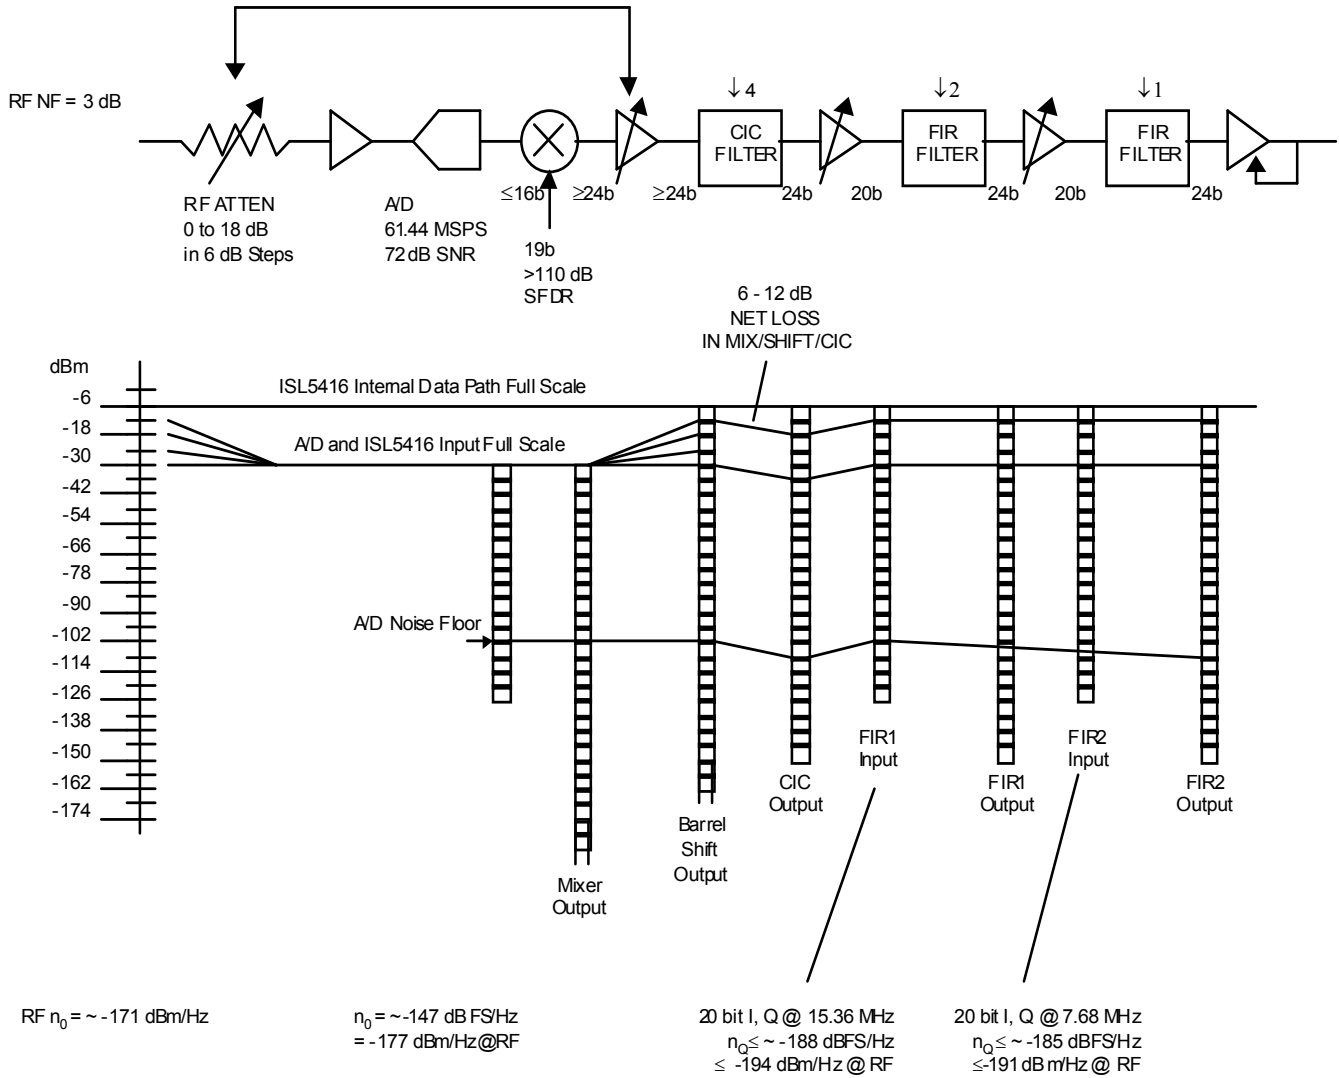 RF NF = 3 dB
↓4
↓2
↓1
CIC
FILTER
FIR
FILTER
FIR
FILTER
≤16b
≥24b
≥24b
24b
20b
24b
20b
24b
RF ATTEN
0 to 18 dB
in 6 dB Steps
A/D
61.44 MSPS
72 dB SNR
19b
>110 dB
SFDR
6 - 12 dB
NET LOSS
IN MIX/SHIFT/CIC
dBm
ISL5416 Internal Data Path Full Scale
-6
-18
A/D and ISL5416 Input Full Scale
-30
-42
-54
-66
-78
-90
A/D Noise Floor
-102
-114
-126
-138
-150
-162
-174
FIR1
Input
FIR2
Input
CIC
Output
FIR1
Output
FIR2
Output
Barrel
Shift
Output
Mixer
Output
RF n0 = ~ -171 dBm/Hz
n0 = ~-147 dBFS/Hz
= -177 dBm/Hz@RF
20 bit I, Q @ 15.36 MHz
nQ ≤ ~ -188 dBFS/Hz
≤ -194 dBm/Hz @ RF
20 bit I, Q @ 7.68 MHz
nQ ≤ ~ -185 dBFS/Hz
≤-191 dBm/Hz @ RF